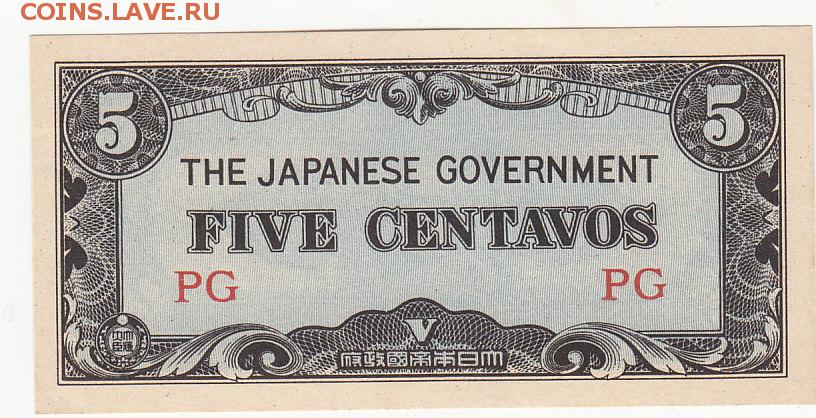 COINS.LAVE.RU
5 5
THE JAPANESE GOVERNMENT
FIVE CENTAVOS
PG PG
V
大日本帝國政府